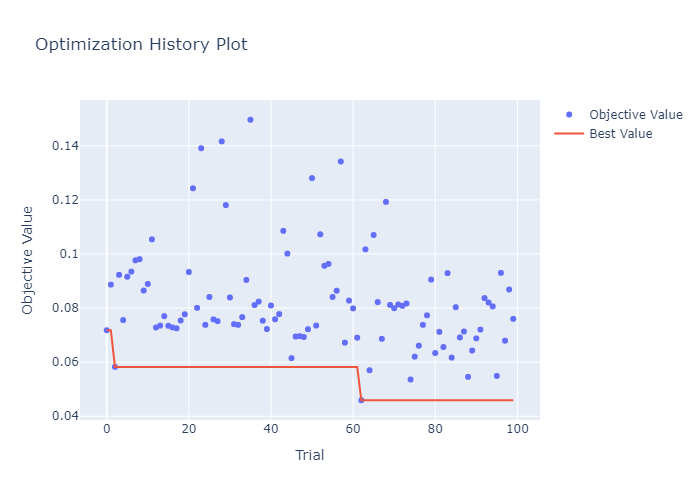 Optimization History Plot
Objective Value
Best Value
0.14
0.12
0.1
0.08
0.06
0.04
Objective Value
0 20 40 60 80 100
Trial